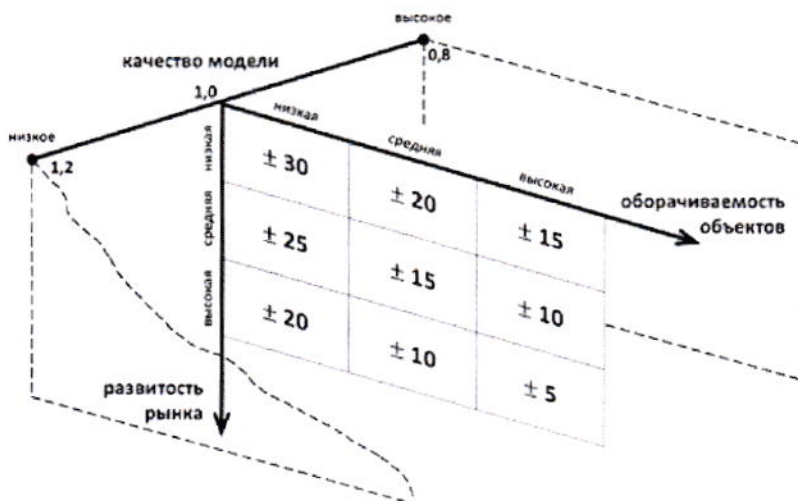 высокое
0,8
качество модели
1,0
низкое
1,2
низкая
средняя
высокая
оборачиваемость
объектов
низкая
средняя
высокая
± 30
± 20
± 15
± 25
± 15
± 10
± 20
± 10
± 5
развитость
рынка